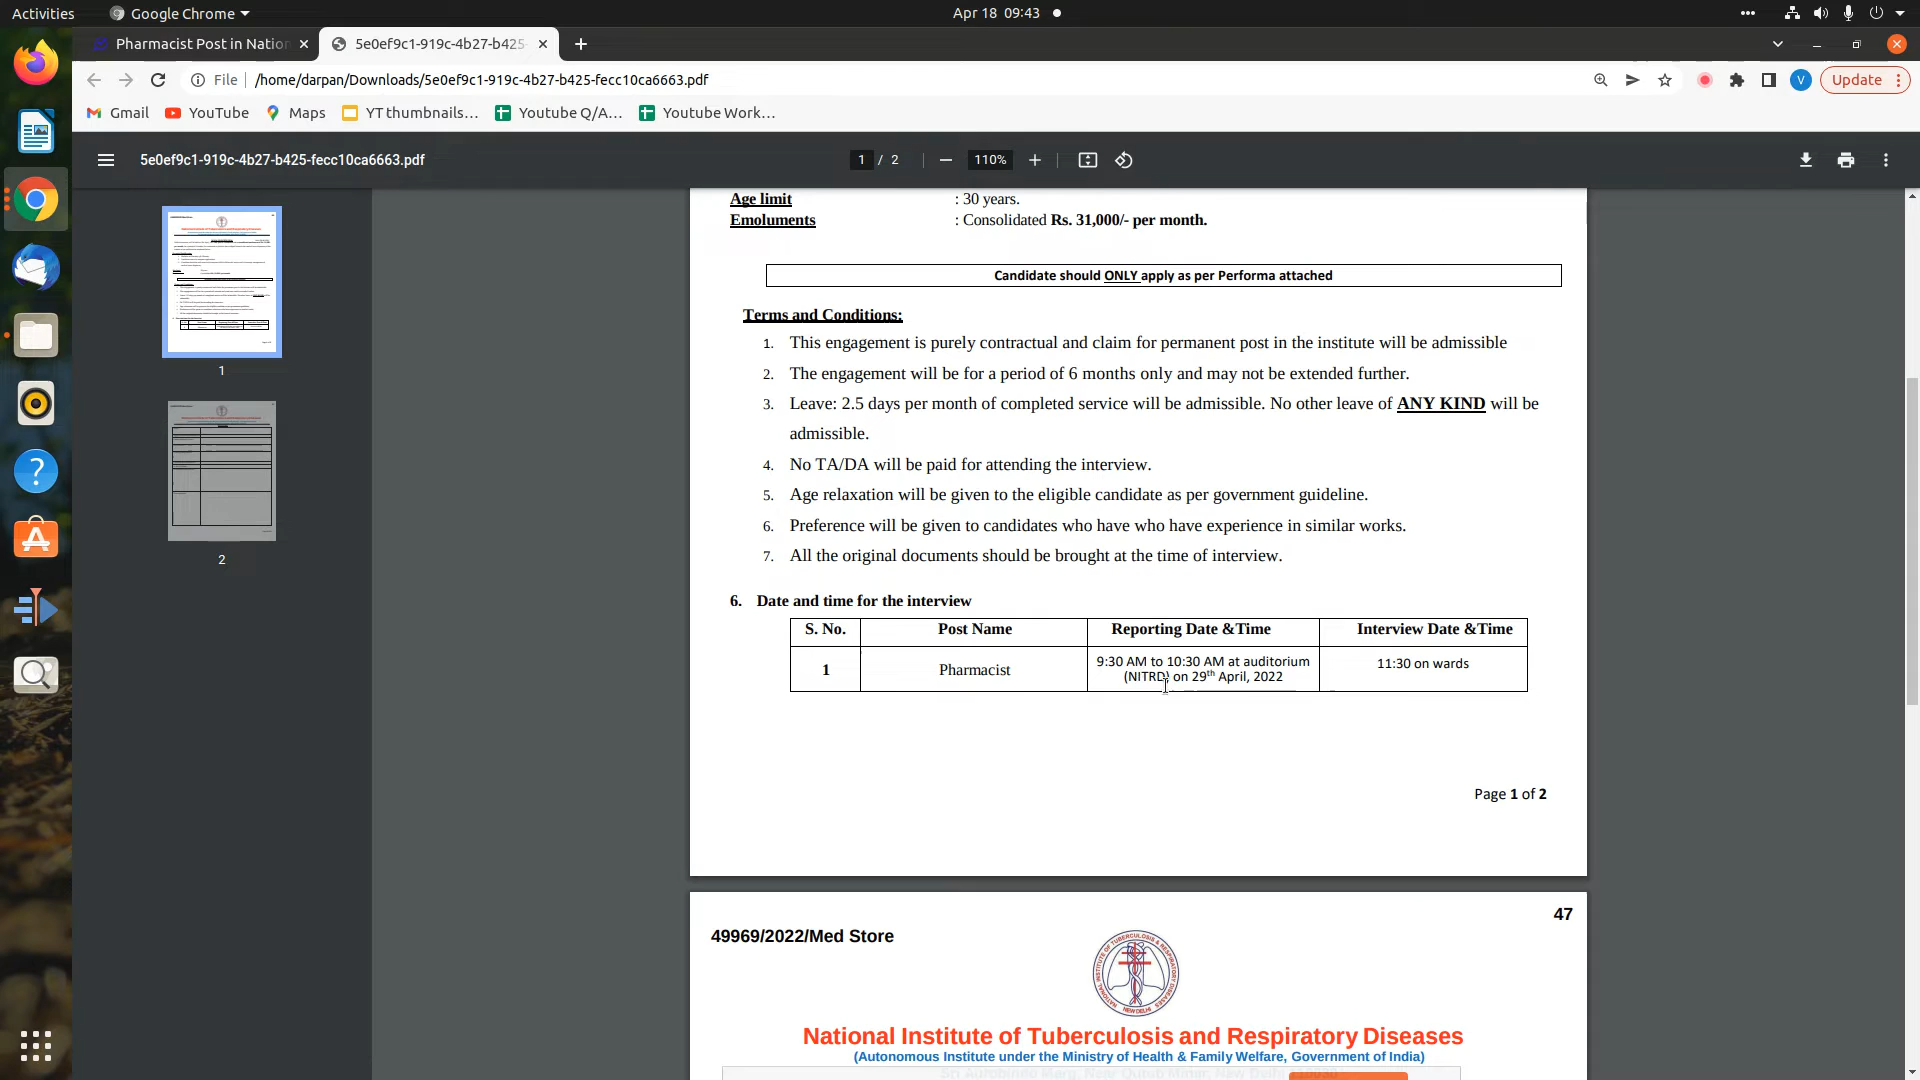 Activities
Google Chrome
Apr 18 09:43
Pharmacist Post in Nation
5e0ef9c1-919c-4b27-b425-
File
/home/darpan/Downloads/5e0ef9c1-919c-4b27-b425-fecc10ca6663.pdf
V
Update
Gmail
YouTube
Maps
YT thumbnails...
Youtube Q/A...
Youtube Work...
5e0ef9c1-919c-4b27-b425-fecc10ca6663.pdf
1 / 2
110%
1
2
Age limit : 30 years.
Emoluments : Consolidated Rs. 31,000/- per month.
Candidate should ONLY apply as per Performa attached
Terms and Conditions:
1. This engagement is purely contractual and claim for permanent post in the institute will be admissible
2. The engagement will be for a period of 6 months only and may not be extended further.
3. Leave: 2.5 days per month of completed service will be admissible. No other leave of ANY KIND will be
admissible.
4. No TA/DA will be paid for attending the interview.
5. Age relaxation will be given to the eligible candidate as per government guideline.
6. Preference will be given to candidates who have who have experience in similar works.
7. All the original documents should be brought at the time of interview.
6. Date and time for the interview
S. No. Post Name Reporting Date &Time Interview Date &Time
1 Pharmacist 9:30 AM to 10:30 AM at auditorium
(NITRD) on 29th April, 2022
11:30 on wards
Page 1 of 2
47
49969/2022/Med Store
NATIONAL INSTITUTE OF TUBERCULOSIS & RESPIRATORY DISEASES
NEW DELHI
National Institute of Tuberculosis and Respiratory Diseases
(Autonomous Institute under the Ministry of Health & Family Welfare, Government of India)